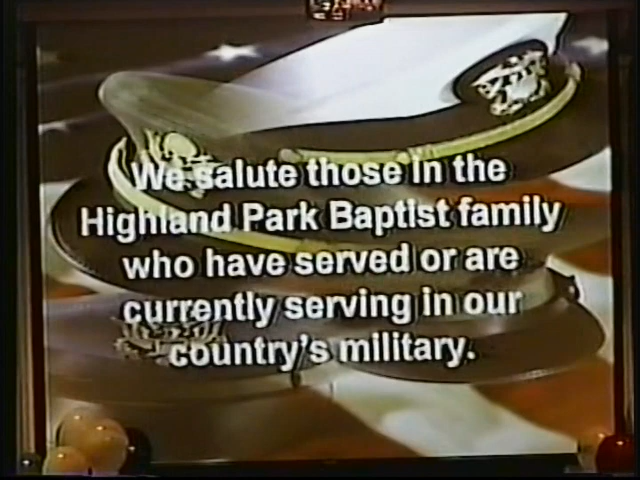 We salute those in the
Highland Park Baptist family
who have served or are
currently serving in our
country's military.